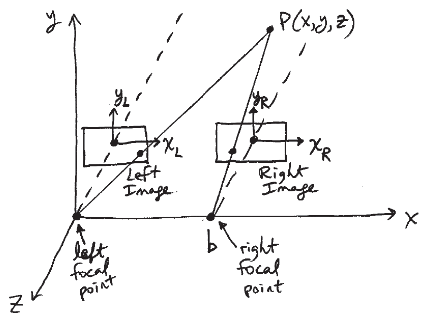 y
P(x,y,z)
y_L
x_L
Left
Image
y_R
x_R
Right
Image
x
b
left
focal
point
right
focal
point
z